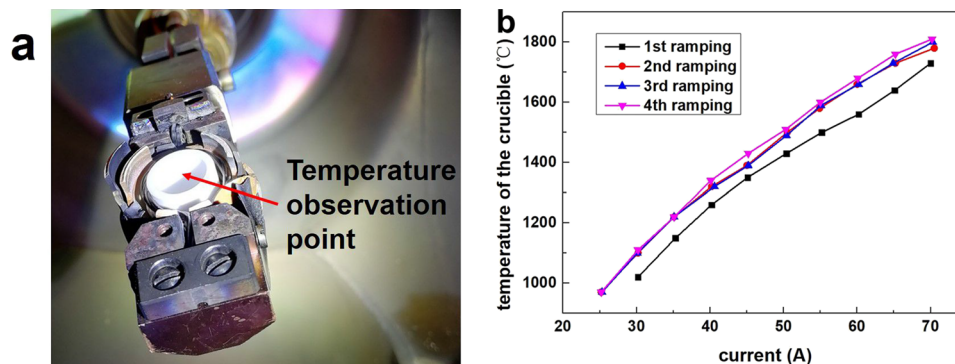 a
Temperature
observation
point
b
temperature of the crucible (℃)
1800
1600
1400
1200
1000
1st ramping
2nd ramping
3rd ramping
4th ramping
20
30
40
50
60
70
current (A)